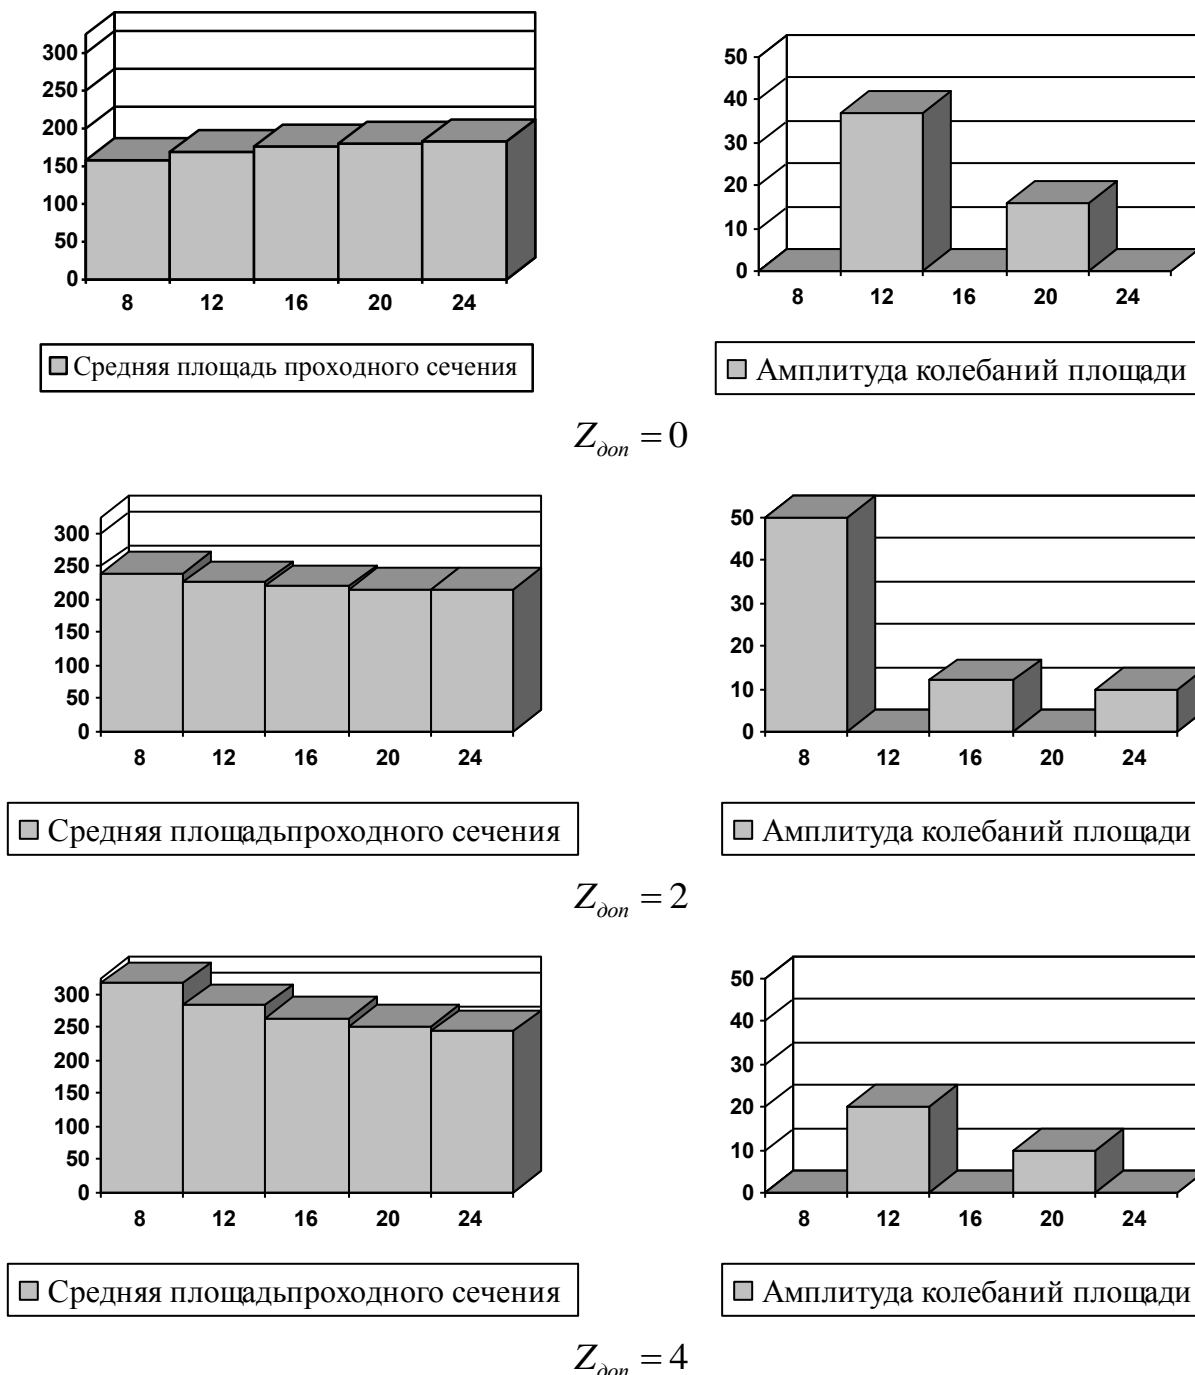 300
250
200
150
100
50
0
8 12 16 20 24
Средняя площадь проходного сечения
50
40
30
20
10
0
8 12 16 20 24
Амплитуда колебаний площади
Zдоп = 0
300
250
200
150
100
50
0
8 12 16 20 24
Средняя площадьпроходного сечения
50
40
30
20
10
0
8 12 16 20 24
Амплитуда колебаний площади
Zдоп = 2
300
250
200
150
100
50
0
8 12 16 20 24
Средняя площадьпроходного сечения
50
40
30
20
10
0
8 12 16 20 24
Амплитуда колебаний площади
Zдоп = 4